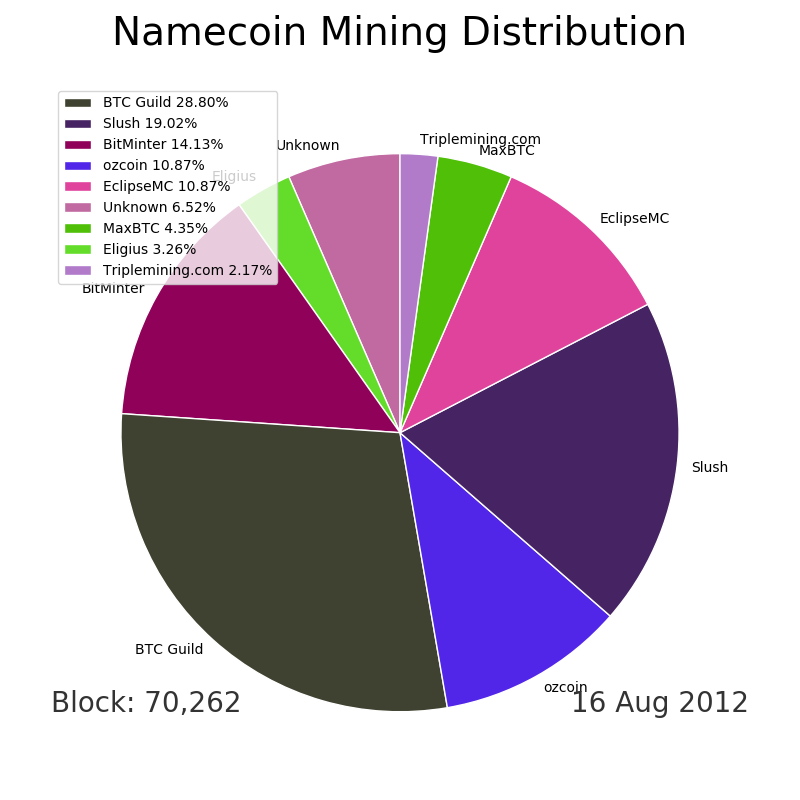 Namecoin Mining Distribution
BTC Guild 28.80%
Slush 19.02%
BitMinter 14.13%
ozcoin 10.87%
EclipseMC 10.87%
Unknown 6.52%
MaxBTC 4.35%
Eligius 3.26%
Triplemining.com 2.17%
Triplemining.com
MaxBTC
Unknown
Eligius
EclipseMC
BitMinter
Slush
BTC Guild
ozcoin
Block: 70,262
16 Aug 2012